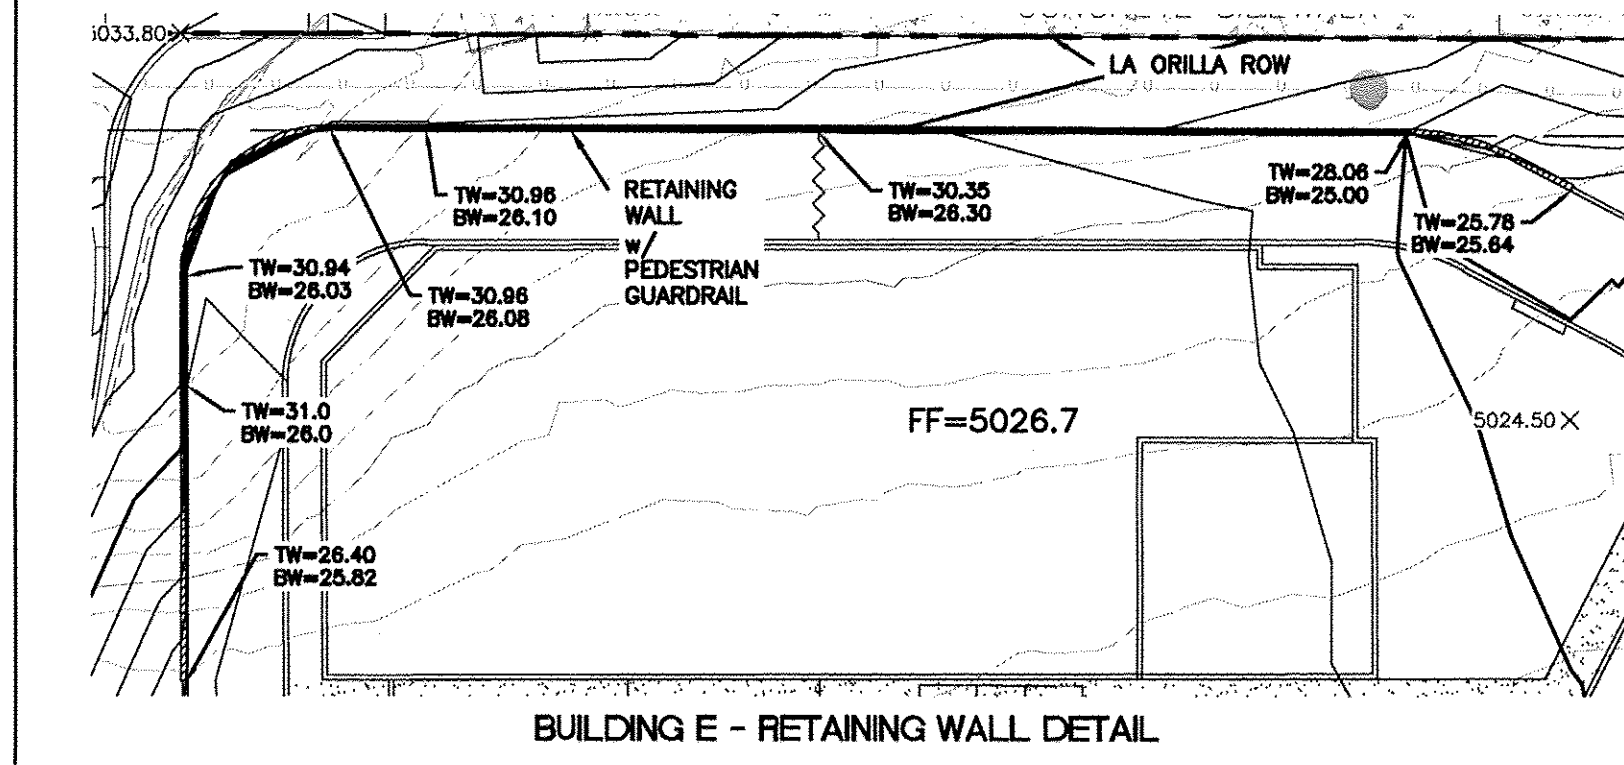 5033.80
LA ORILLA ROW
TW=30.96
BW=26.10
RETAINING
WALL
W/
PEDESTRIAN
GUARDRAIL
TW=30.35
BW=26.30
TW=28.06
BW=25.00
TW=25.78
BW=25.64
TW=30.94
BW=26.03
TW=30.96
BW=26.08
TW=31.0
BW=26.0
FF=5026.7
5024.50
TW=26.40
BW=25.82
BUILDING E - RETAINING WALL DETAIL